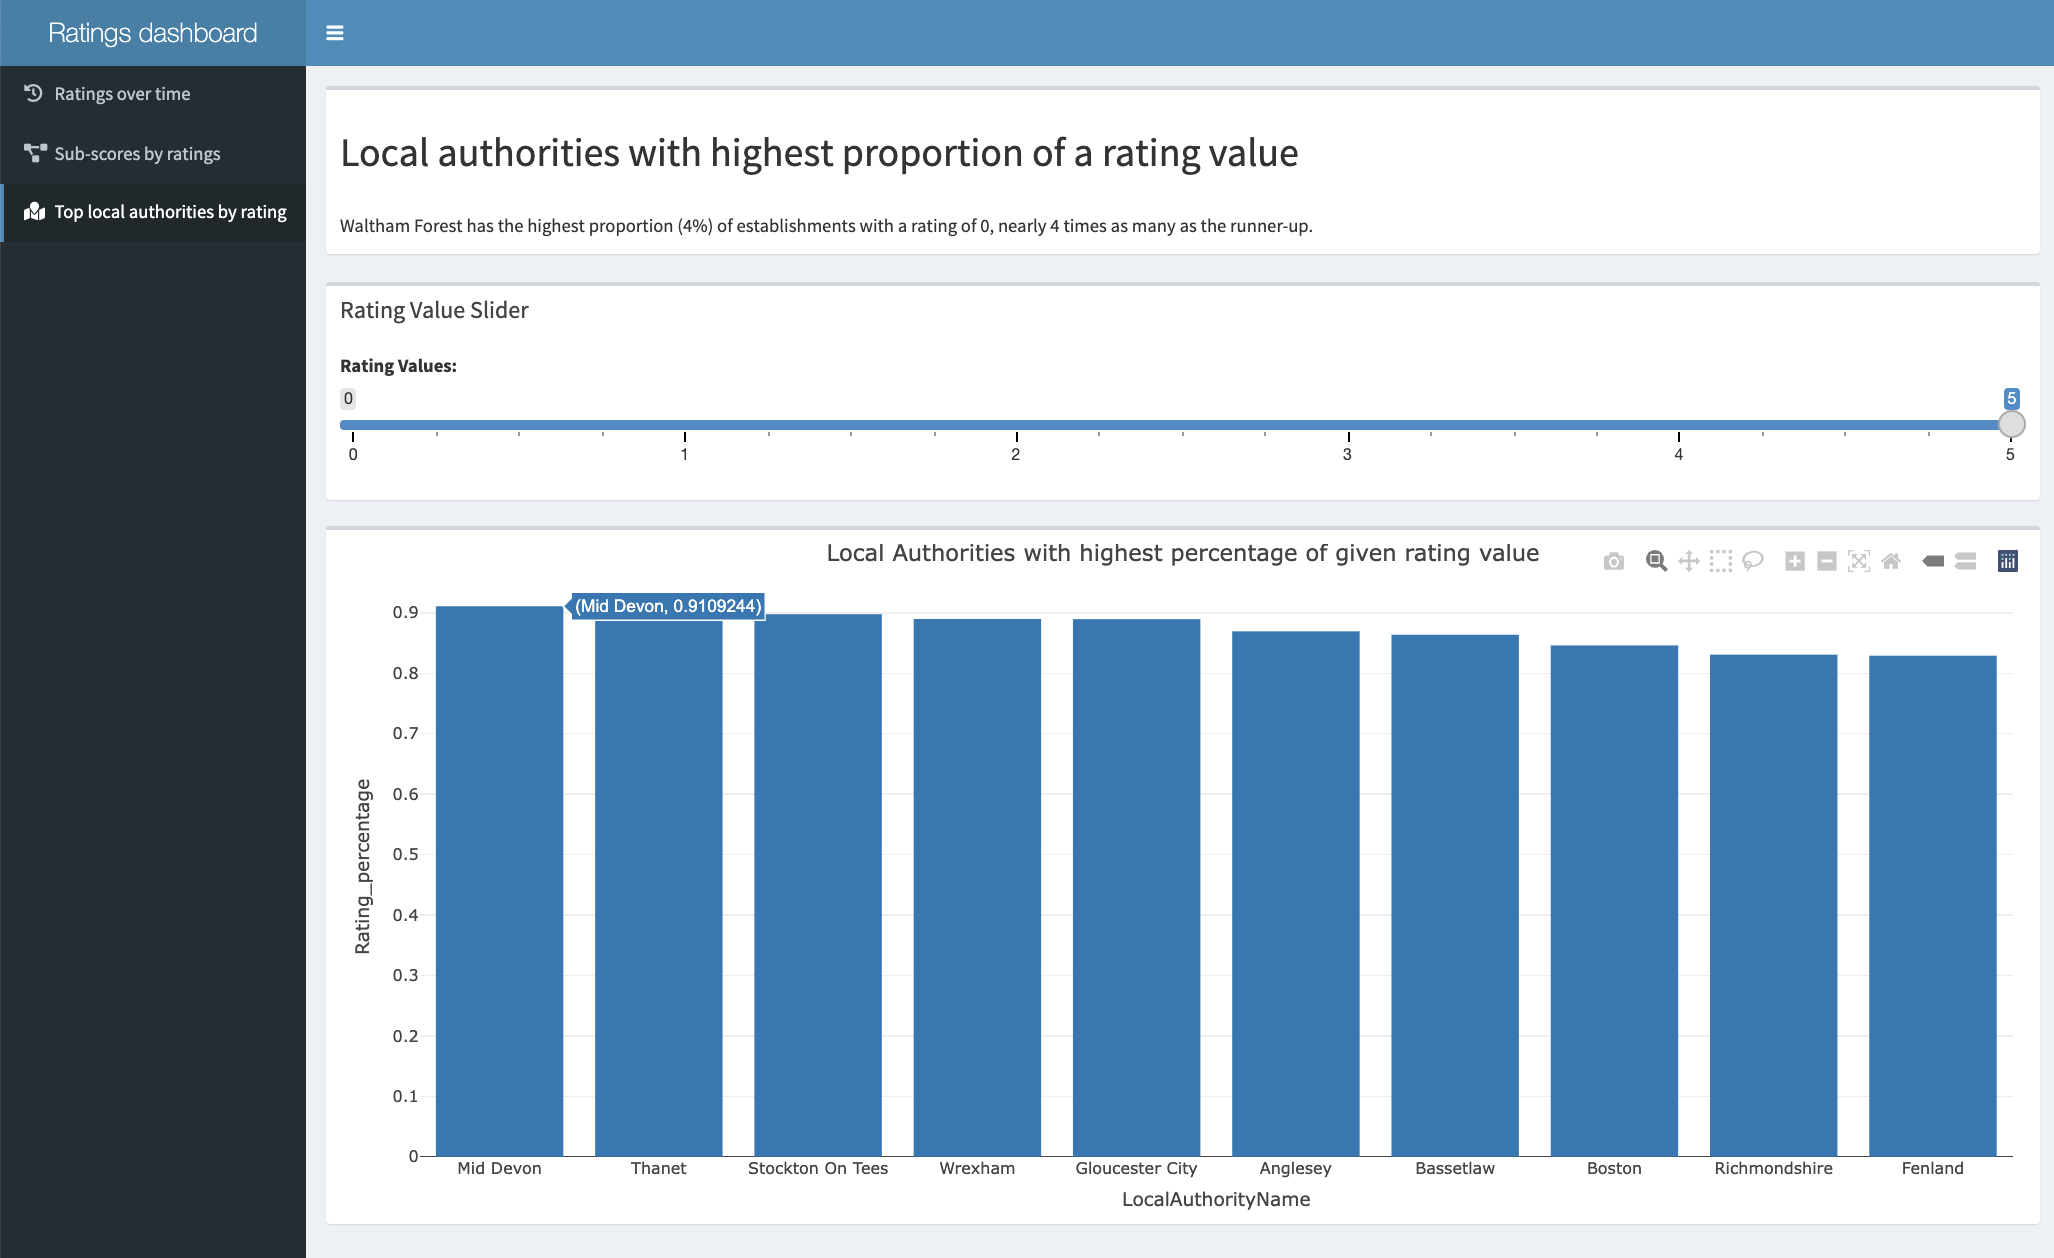 Ratings dashboard
Ratings over time
Sub-scores by ratings
Top local authorities by rating
Local authorities with highest proportion of a rating value
Waltham Forest has the highest proportion (4%) of establishments with a rating of 0, nearly 4 times as many as the runner-up.
Rating Value Slider
Rating Values:
0 5
0 1 2 3 4 5
Local Authorities with highest percentage of given rating value
(Mid Devon, 0.9109244)
0.9
0.8
0.7
0.6
0.5
0.4
0.3
0.2
0.1
0
Rating_percentage
Mid Devon Thanet Stockton On Tees Wrexham Gloucester City Anglesey Bassetlaw Boston Richmondshire Fenland
LocalAuthorityName